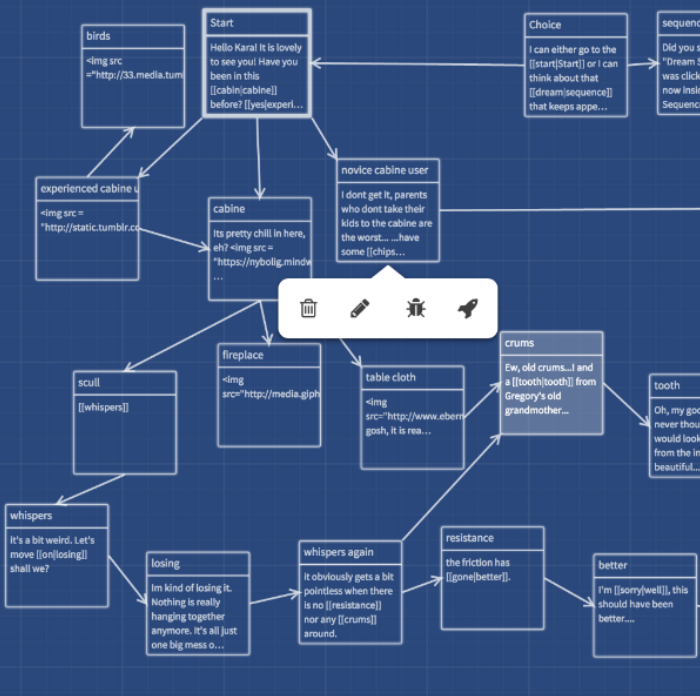 birds
<img src
="http://33.media.tum
Start
Hello Kara! It is lovely
to see you! Have you
been in this
[[cabin|cabine]]
before? [[yes|experi...
Choice
I can either go to the
[[start|Start]] or I can
think about that
[[dream|sequence]]
that keeps appe...
sequenc
Did you s
"Dream S
was click
now insid
Sequence
experienced cabine u
<img src =
"http://static.tumblr.co
cabine
Its pretty chill in here,
eh? <img src =
"https://nybolig.mindw
...
novice cabine user
I dont get it, parents
who dont take their
kids to the cabine are
the worst... ...have
some [[chips...
scull
[[whispers]]
fireplace
<img
src="http://media.giph
table cloth
<img
src="http://www.ebern
gosh, it is rea...
crums
Ew, old crums...I and
a [[tooth|tooth]] from
Gregory's old
grandmother...
tooth
Oh, my goo
never thou
would look
from the in
beautiful...
whispers
It's a bit weird. Let's
move [[on|losing]]
shall we?
losing
Im kind of losing it.
Nothing is really
hanging together
anymore. It's all just
one big mess o...
whispers again
it obviously gets a bit
pointless when there
is no [[resistance]]
nor any [[crums]]
around.
resistance
the friction has
[[gone|better]].
better
I'm [[sorry|well]], this
should have been
better....